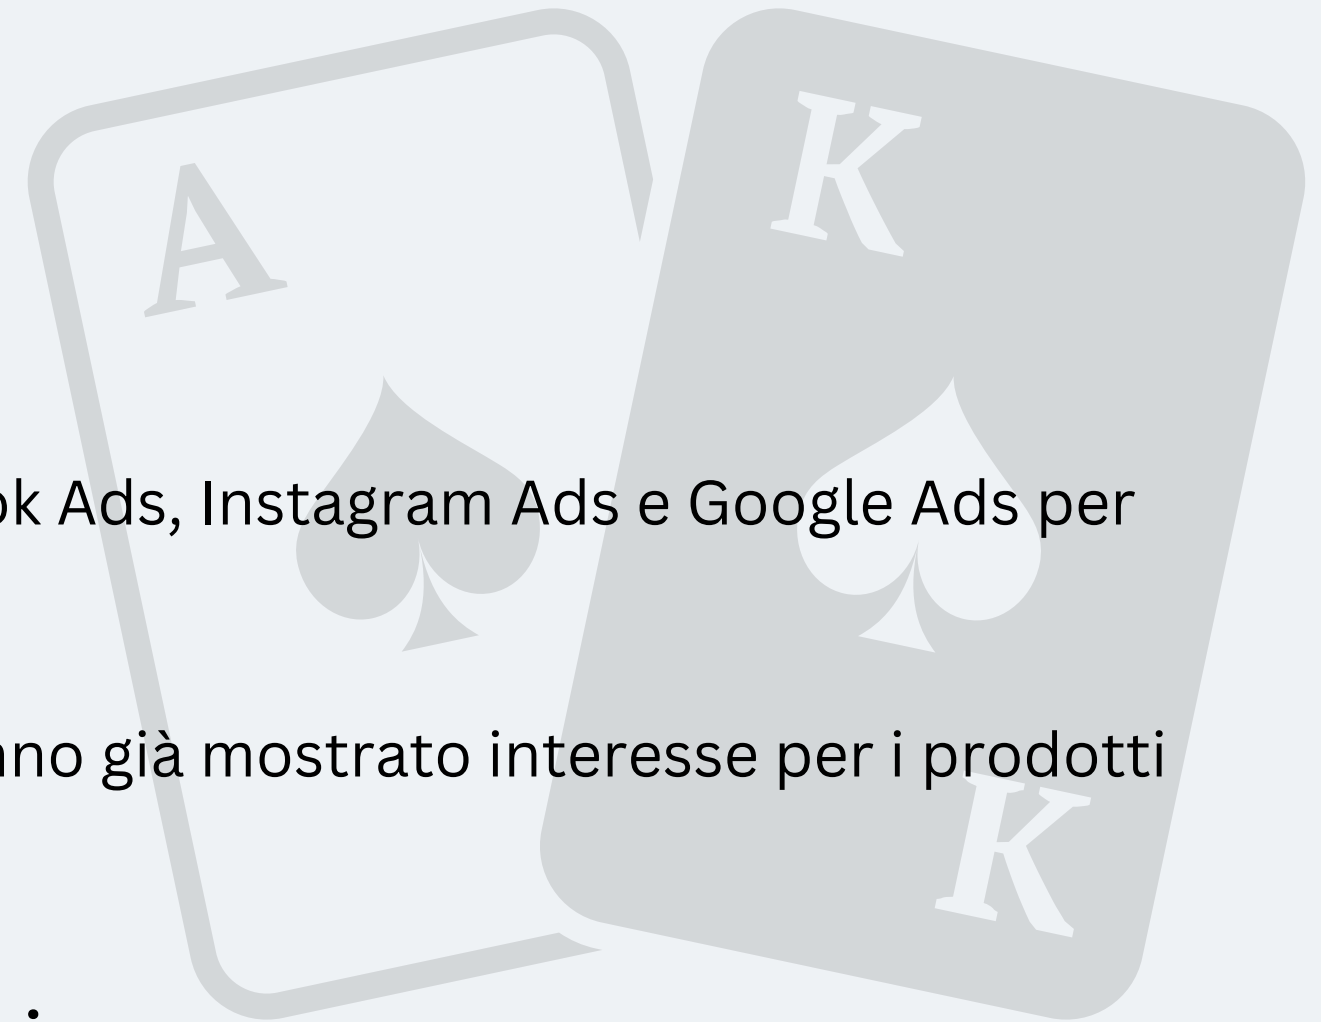 A
K
ok Ads, Instagram Ads e Google Ads per
nno già mostrato interesse per i prodotti
K